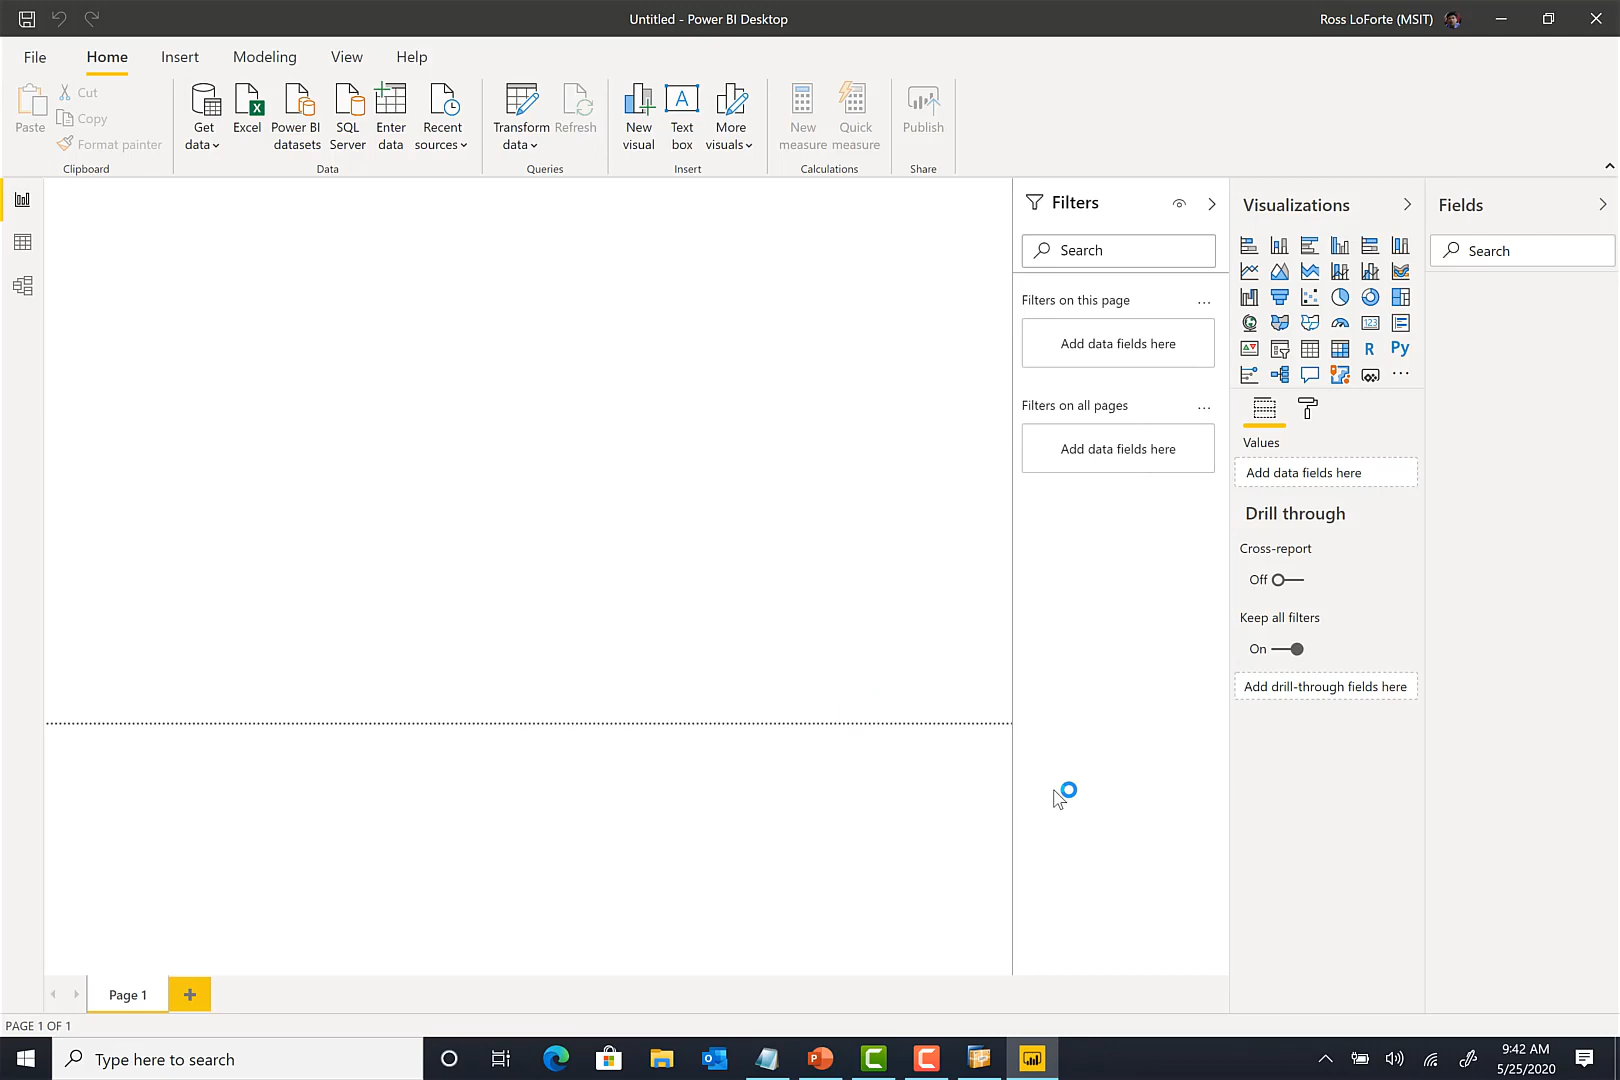 Untitled - Power BI Desktop
Ross LoForte (MSIT)
File Home Insert Modeling View Help
Paste
Cut
Copy
Format painter
Clipboard
Get data
Excel
Power BI datasets
SQL Server
Enter data
Recent sources
Data
Transform data
Refresh
Queries
New visual
Text box
More visuals
Insert
New measure
Quick measure
Calculations
Publish
Share
Filters
Search
Filters on this page
Add data fields here
Filters on all pages
Add data fields here
Visualizations
123
R
Py
Values
Add data fields here
Drill through
Cross-report
Off
Keep all filters
On
Add drill-through fields here
Fields
Search
Page 1
PAGE 1 OF 1
Type here to search
9:42 AM
5/25/2020